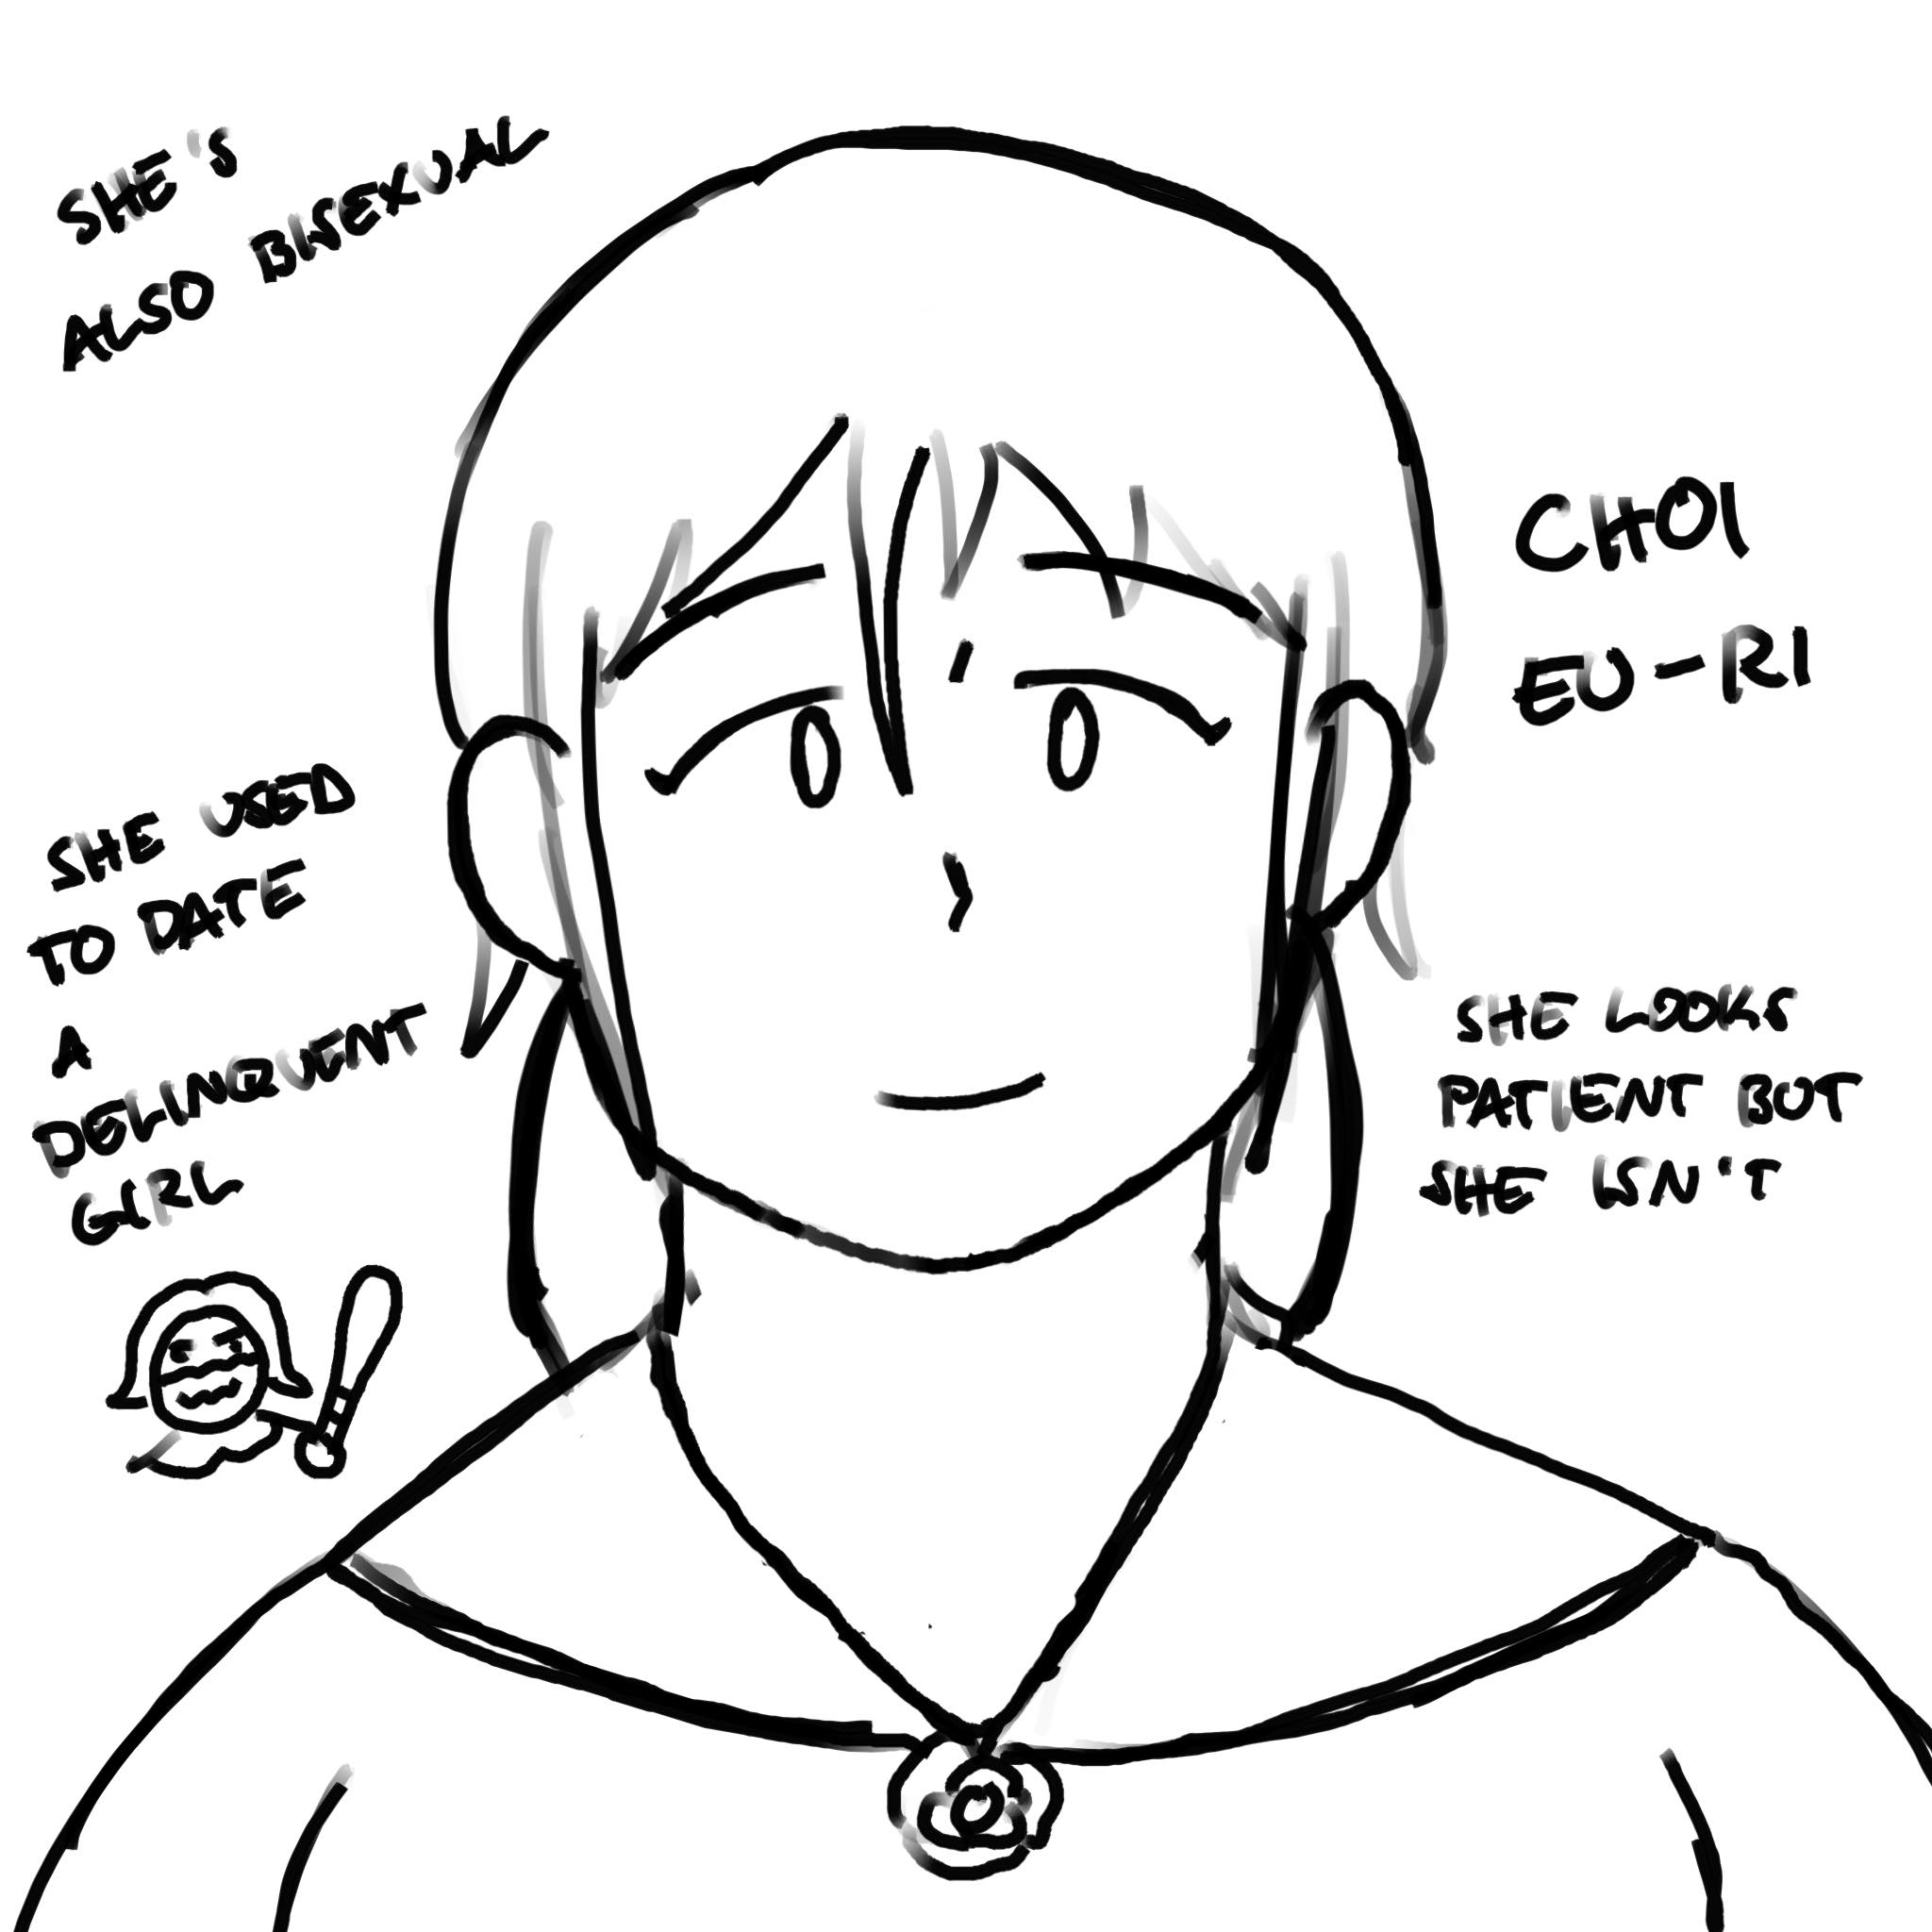 SHE'S
ALSO BISEXUAL
CHOI
EU-RI
SHE USED
TO DATE
A
DELINQUENT
GIRL
SHE LOOKS
PATIENT BUT
SHE ISN'T